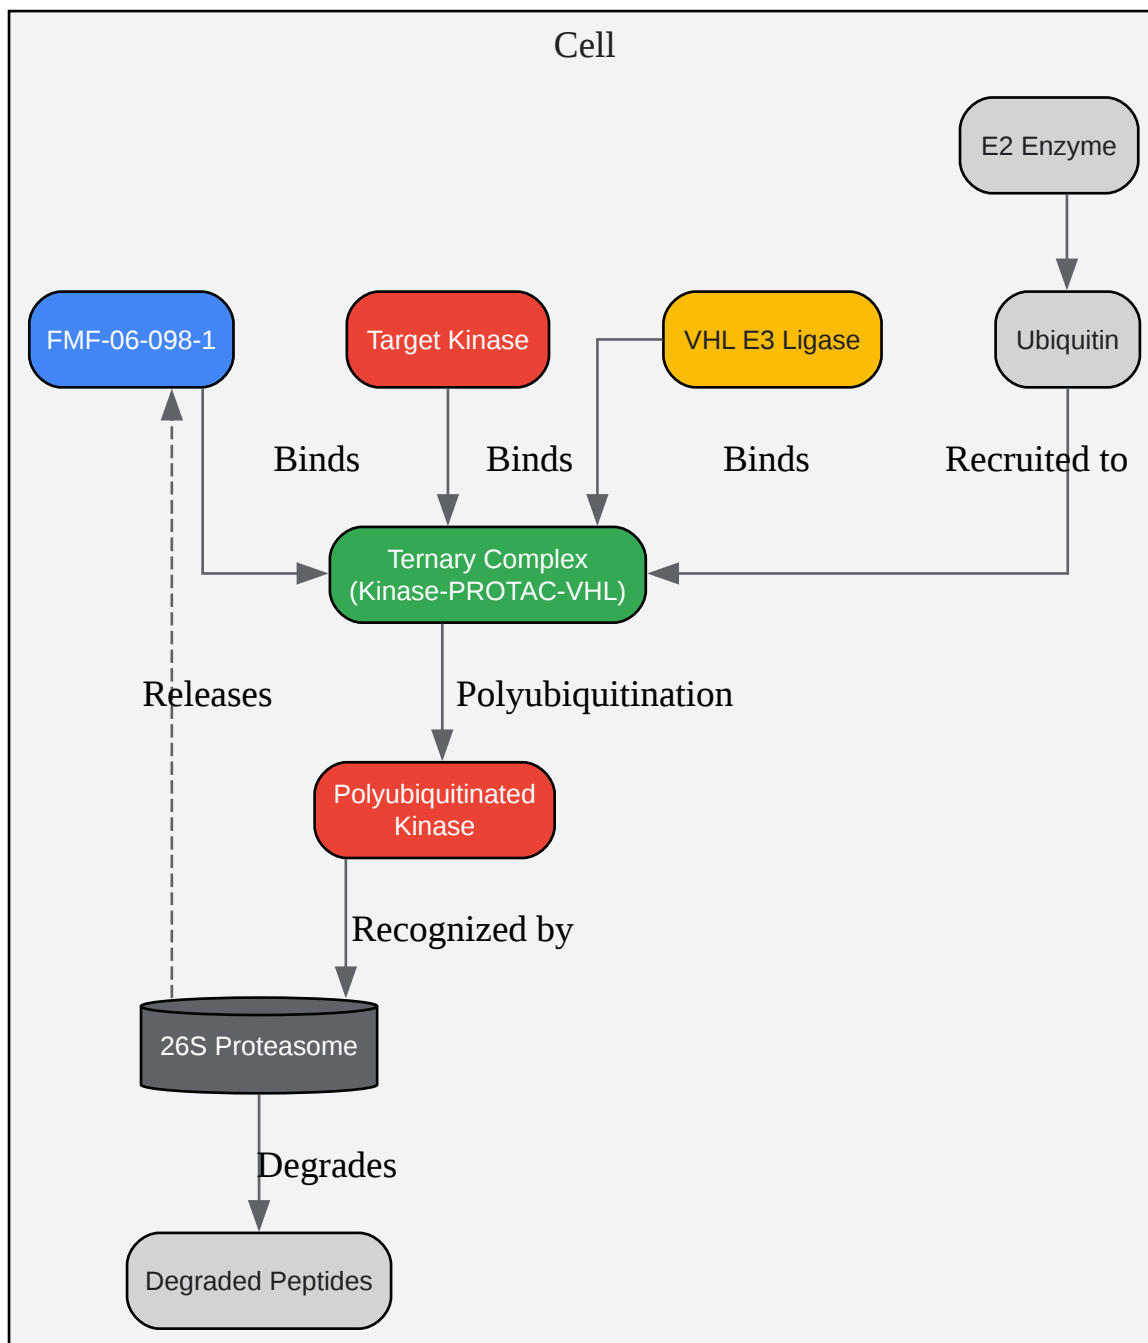 Cell
E2 Enzyme
FMF-06-098-1
Target Kinase
VHL E3 Ligase
Ubiquitin
Binds
Binds
Binds
Recruited to
Ternary Complex
(Kinase-PROTAC-VHL)
Releases
Polyubiquitination
Polyubiquitinated
Kinase
Recognized by
26S Proteasome
Degrades
Degraded Peptides